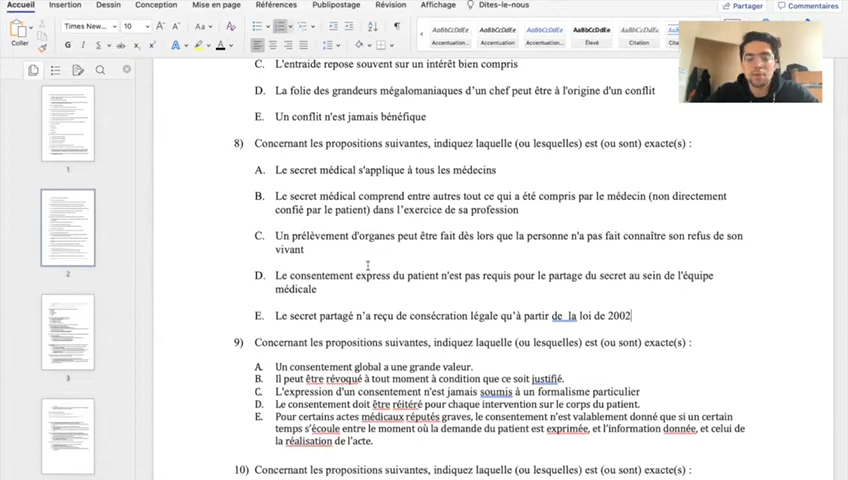 Accueil Insertion Dessin Conception Mise en page Références Publipostage Révision Affichage Dites-le-nous Partager Commentaires
Times New... 10 Aa
Coller G I S AaBbCcDdEe AaBbCcDdEe AaBbCcDdEe AaBbCcDdEe AaBbCcDdEe AaBbCcDdEe
Accentuation... Accentuation... Accentuation... Élevé Citation
C. L'entraide repose souvent sur un intérêt bien compris
D. La folie des grandeurs mégalomaniaques d'un chef peut être à l'origine d'un conflit
E. Un conflit n'est jamais bénéfique
8) Concernant les propositions suivantes, indiquez laquelle (ou lesquelles) est (ou sont) exacte(s) :
A. Le secret médical s'applique à tous les médecins
B. Le secret médical comprend entre autres tout ce qui a été compris par le médecin (non directement
confié par le patient) dans l'exercice de sa profession
C. Un prélèvement d'organes peut être fait dès lors que la personne n'a pas fait connaître son refus de son
vivant
D. Le consentement express du patient n'est pas requis pour le partage du secret au sein de l'équipe
médicale
E. Le secret partagé n'a reçu de consécration légale qu'à partir de la loi de 2002
9) Concernant les propositions suivantes, indiquez laquelle (ou lesquelles) est (ou sont) exacte(s) :
A. Un consentement global a une grande valeur.
B. Il peut être révoqué à tout moment à condition que ce soit justifié.
C. L'expression d'un consentement n'est jamais soumis à un formalisme particulier
D. Le consentement doit être réitéré pour chaque intervention sur le corps du patient.
E. Pour certains actes médicaux réputés graves, le consentement n'est valablement donné que si un certain
temps s'écoule entre le moment où la demande du patient est exprimée, et l'information donnée, et celui de
la réalisation de l'acte.
10) Concernant les propositions suivantes, indiquez laquelle (ou lesquelles) est (ou sont) exacte(s) :
1
2
3